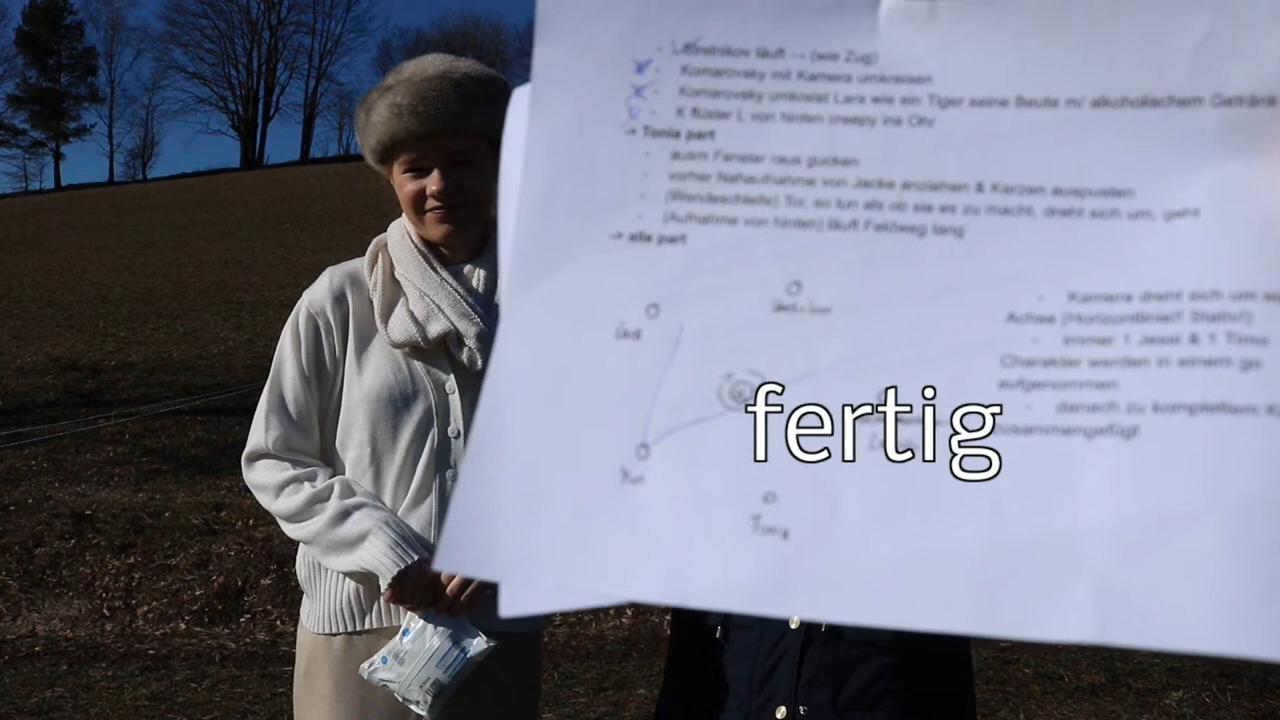 - Strelnikov läuft --- (wie Zug)
- Komarovsky mit Kamera umkreisen
- Komarovsky umkreist Lara wie ein Tiger seine Beute m/ alkoholischem Getränk
- K flüster L von hinten creepy ins Ohr
-> Tonia part
- ausm Fenster raus gucken
- vorher Nahaufnahme von Jacke anziehen & Kerzen auspusten
- (Wendeschleife) Tor, so tun als ob sie es zu macht, dreht sich um, geht
- (Aufnahme von hinten) läuft Feldweg lang
-> alle part
- Kamera dreht sich um
Achse (Horizontlinie? Stativ!)
- immer 1 Jessi & 1 Timo
Charakter werden in einem go
aufgenommen
- danach zu komplettem
zusammengefügt
fertig